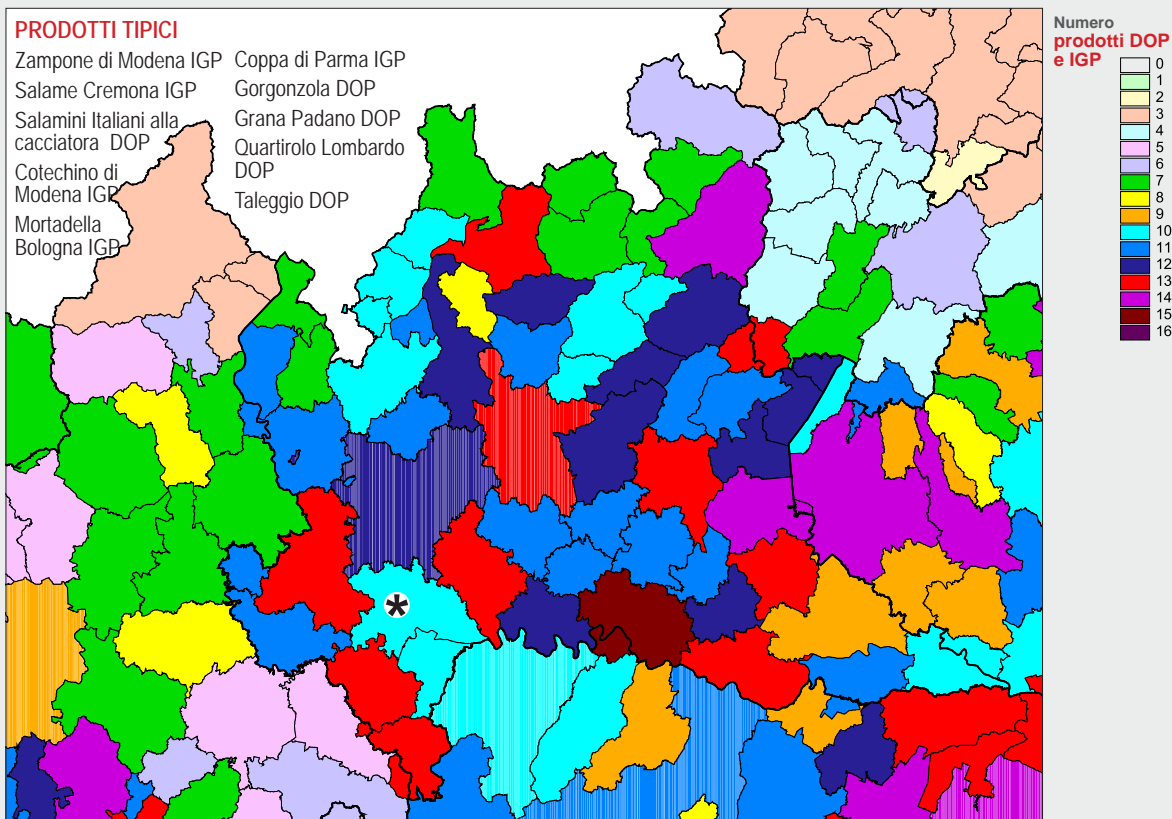 PRODOTTI TIPICI
Zampone di Modena IGP
Salame Cremona IGP
Salamini Italiani alla
cacciatora DOP
Cotechino di
Modena IGP
Mortadella
Bologna IGP
Coppa di Parma IGP
Gorgonzola DOP
Grana Padano DOP
Quartirolo Lombardo
DOP
Taleggio DOP
*
Numero
prodotti DOP
e IGP
0
1
2
3
4
5
6
7
8
9
10
11
12
13
14
15
16